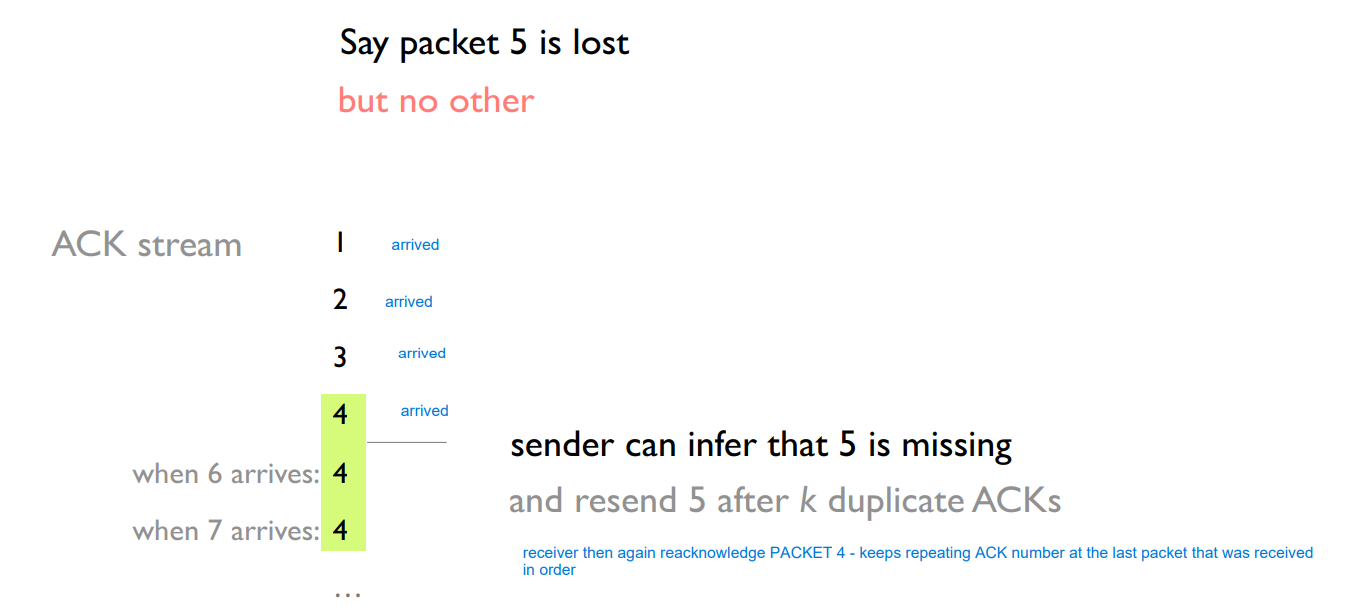 Say packet 5 is lost
but no other
ACK stream 1 arrived
2 arrived
3 arrived
4 arrived
sender can infer that 5 is missing
when 6 arrives: 4
and resend 5 after k duplicate ACKs
when 7 arrives: 4
receiver then again reacknowledge PACKET 4 - keeps repeating ACK number at the last packet that was received
in order
...